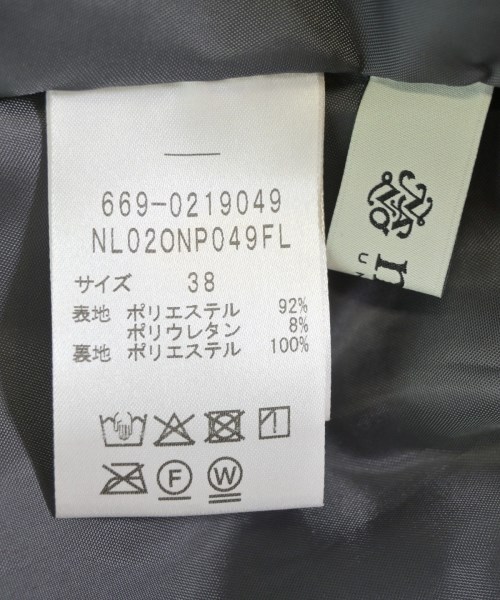 669-0219049
NL02ONP049FL
サイズ 38
表地 ポリエステル 92%
ポリウレタン 8%
裏地 ポリエステル 100%
F W
n